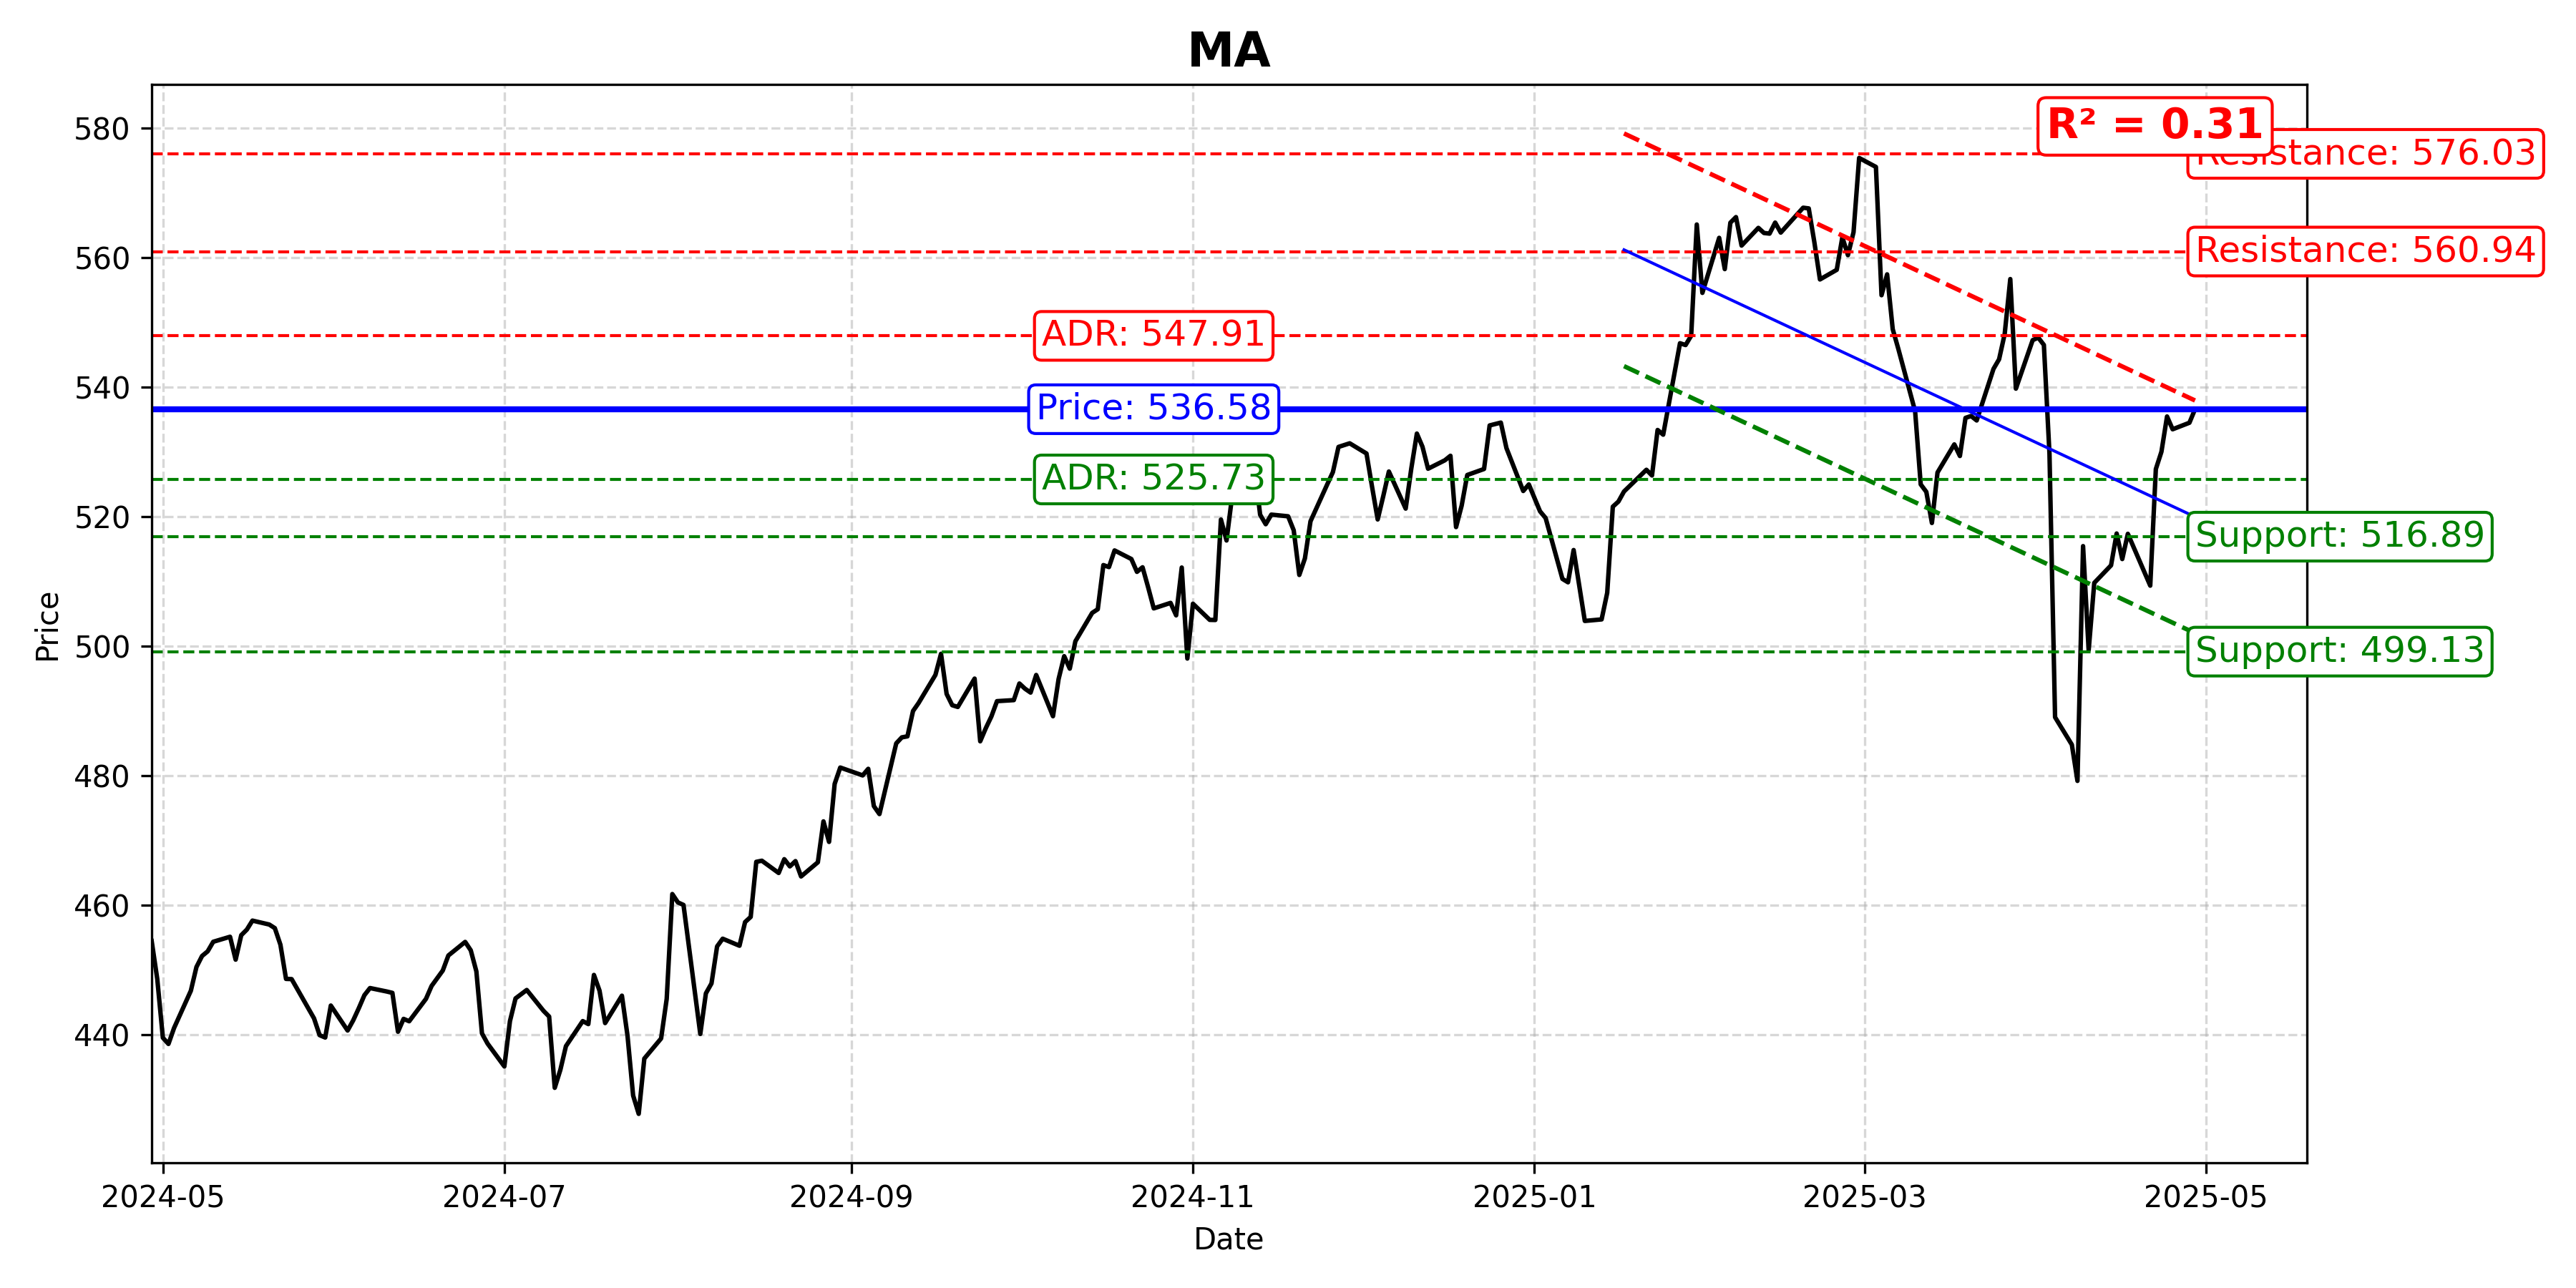 MA
R² = 0.31
Resistance: 576.03
Resistance: 560.94
ADR: 547.91
Price: 536.58
ADR: 525.73
Support: 516.89
Support: 499.13
580
560
540
520
500
480
460
440
Price
2024-05
2024-07
2024-09
2024-11
2025-01
2025-03
2025-05
Date